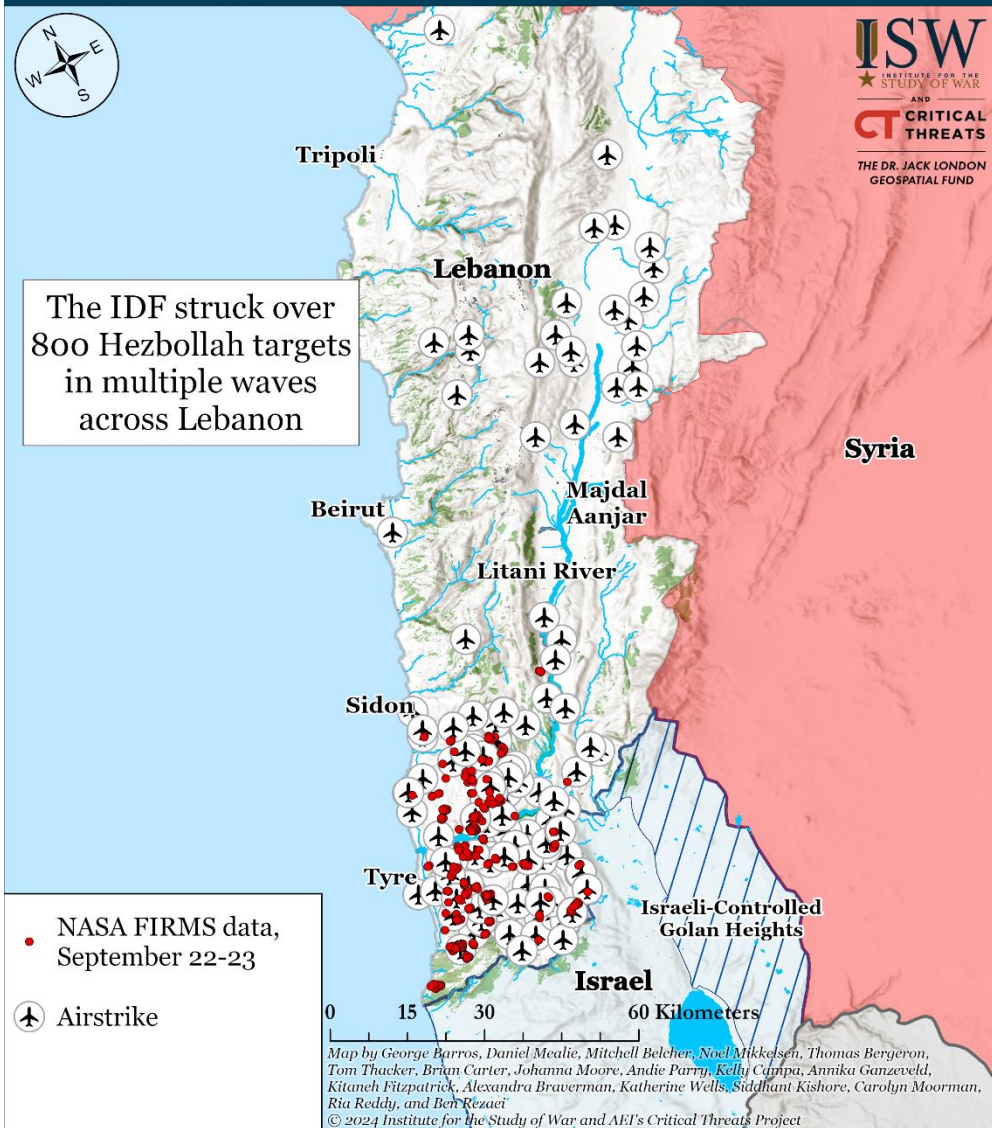 N
E
W
S
ISW
INSTITUTE FOR THE
STUDY OF WAR
AND
CT CRITICAL
THREATS
THE DR. JACK LONDON
GEOSPATIAL FUND
Tripoli
Lebanon
The IDF struck over
800 Hezbollah targets
in multiple waves
across Lebanon
Syria
Majdal
Aanjar
Beirut
Litani River
Sidon
Tyre
Israeli-Controlled
Golan Heights
Israel
NASA FIRMS data,
September 22-23
Airstrike
0 15 30 60 Kilometers
Map by George Barros, Daniel Mealie, Mitchell Belcher, Noel Mikkelsen, Thomas Bergeron,
Tom Thacker, Brian Carter, Johanna Moore, Andie Parry, Kelly Campa, Annika Ganzeveld,
Kitaneh Fitzpatrick, Alexandra Braverman, Katherine Wells, Siddhant Kishore, Carolyn Moorman,
Ria Reddy, and Ben Rezaei
© 2024 Institute for the Study of War and AEI's Critical Threats Project